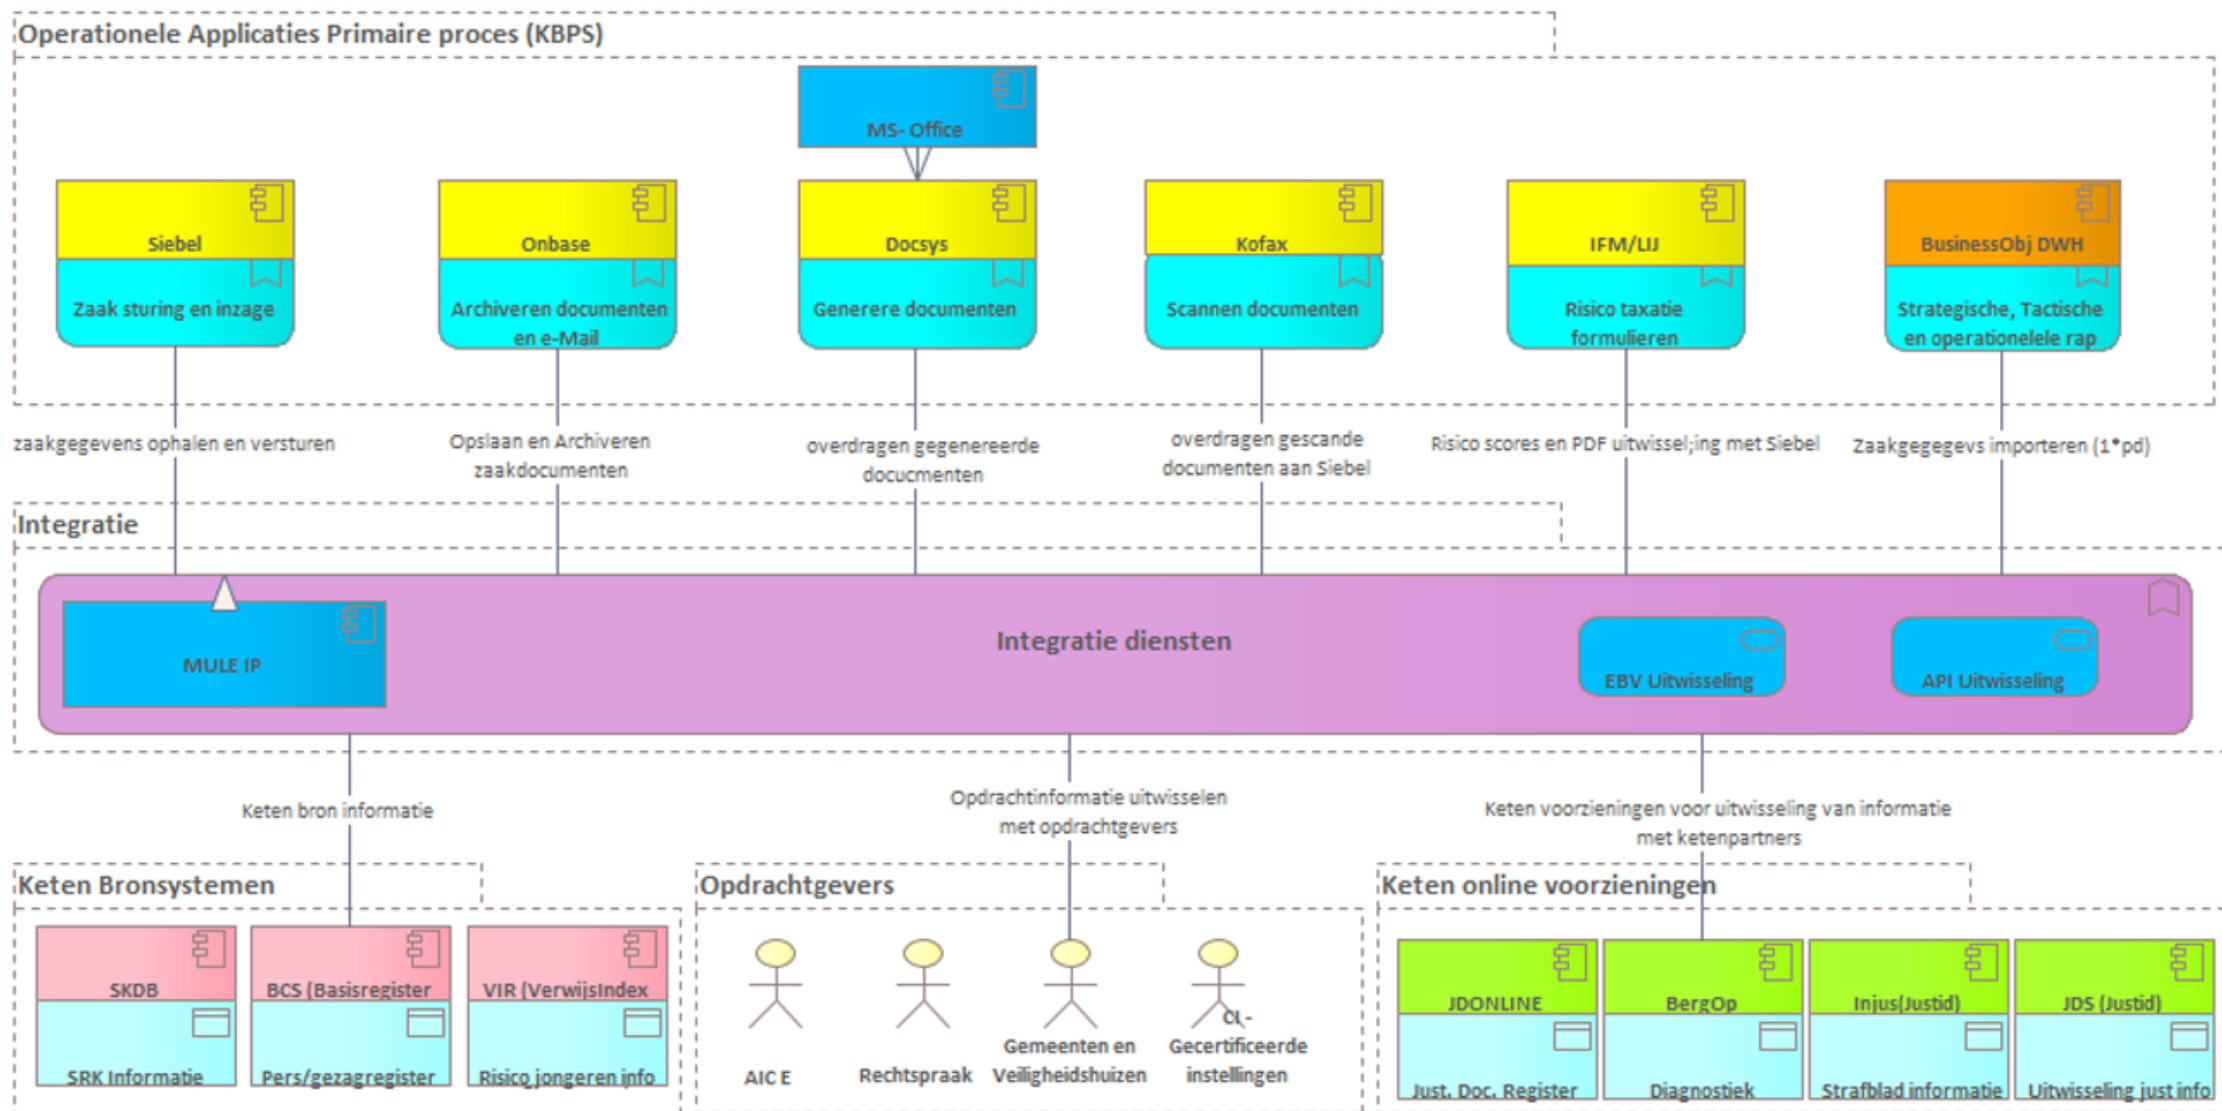 Operationele Applicaties Primaire proces (KBPS)
MS- Office
Siebel
Onbase
Docsys
Kofax
IFM/LIJ
BusinessObj DWH
Zaak sturing en inzage
Archiveren documenten
en e-Mail
Generere documenten
Scannen documenten
Risico taxatie
formulieren
Strategische, Tactische
en operationelele rap
zaakgegevens ophalen en versturen
Opslaan en Archiveren
zaakdocumenten
overdragen gegenereerde
docucmenten
overdragen gescande
documenten aan Siebel
Risico scores en PDF uitwissel;ing met Siebel
Zaakgegegevs importeren (1*pd)
Integratie
MULE IP
Integratie diensten
EBV Uitwisseling
API Uitwisseling
Keten bron informatie
Opdrachtinformatie uitwisselen
met opdrachtgevers
Keten voorzieningen voor uitwisseling van informatie
met ketenpartners
Keten Bronsystemen
SKDB
BCS (Basisregister
VIR (VerwijsIndex
SRK Informatie
Pers/gezagregister
Risico jongeren info
Opdrachtgevers
AIC E
Rechtspraak
Gemeenten en
Veiligheidshuizen
CI -
Gecertificeerde
instellingen
Keten online voorzieningen
JDONLINE
BergOp
Injus(Justid)
JDS (Justid)
Just. Doc. Register
Diagnostiek
Strafblad informatie
Uitwisseling just info